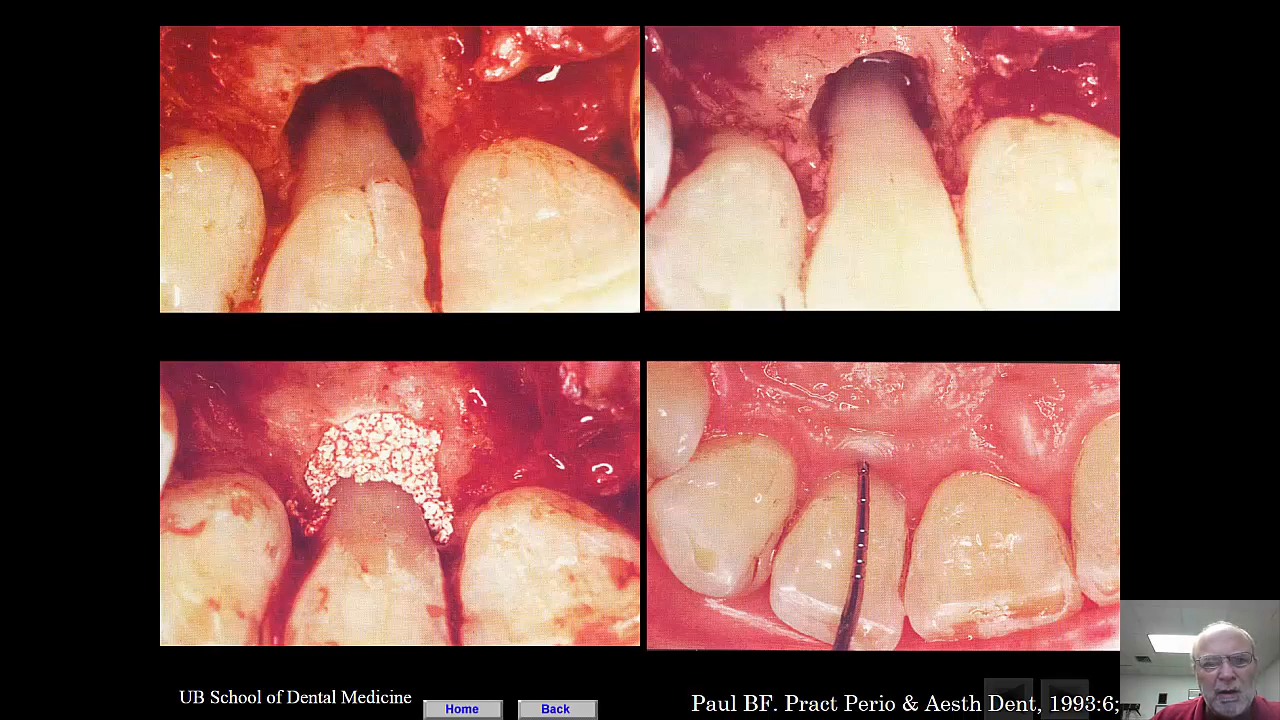 UB School of Dental Medicine
Home
Back
Paul BF. Pract Perio & Aesth Dent, 1993:6;